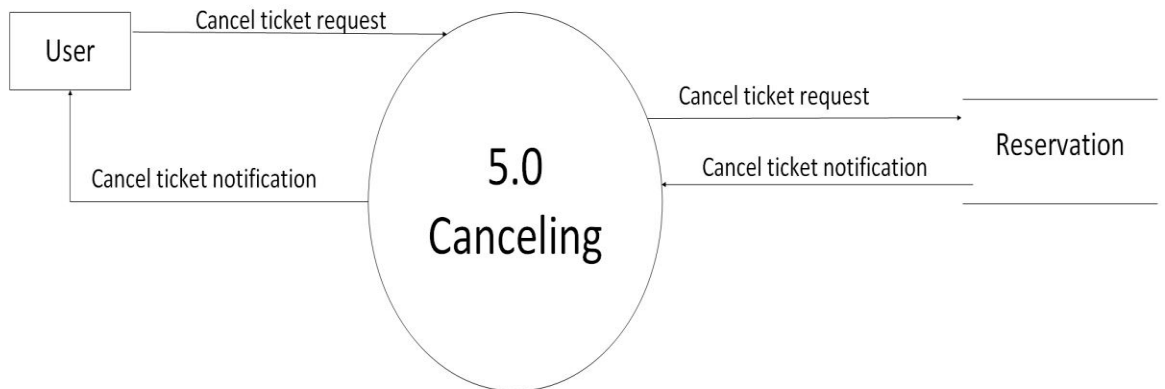 Cancel ticket request
User
Cancel ticket request
Reservation
5.0
Canceling
Cancel ticket notification
Cancel ticket notification